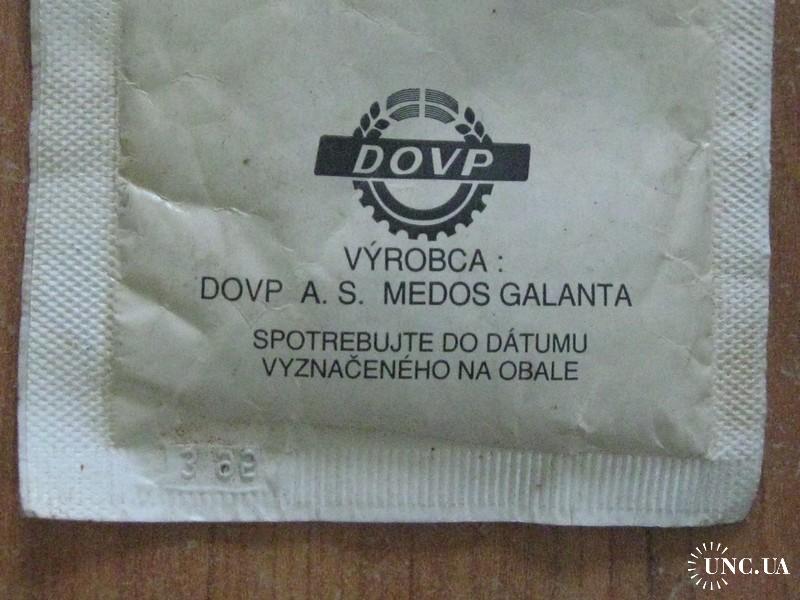 DOVP
VÝROBCA :
DOVP A. S. MEDOS GALANTA
SPOTREBUJTE DO DÁTUMU
VYZNAČENÉHO NA OBALE
UNC.UA